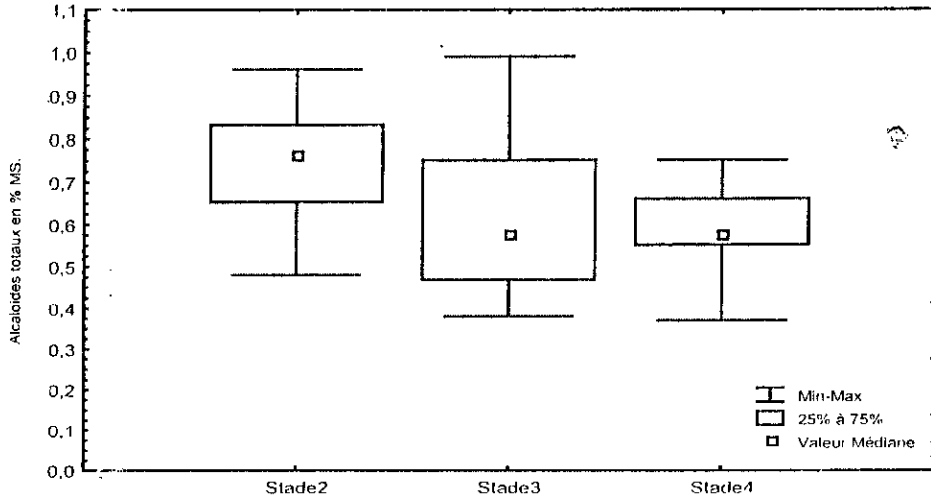 1,1
1,0
0,9
0,8
0,7
0,6
0,5
0,4
0,3
0,2
0,1
0,0
Alcaloïdes totaux en % MS.
Stade2
Stade3
Stade4
Min-Max
25% à 75%
Valeur Médiane